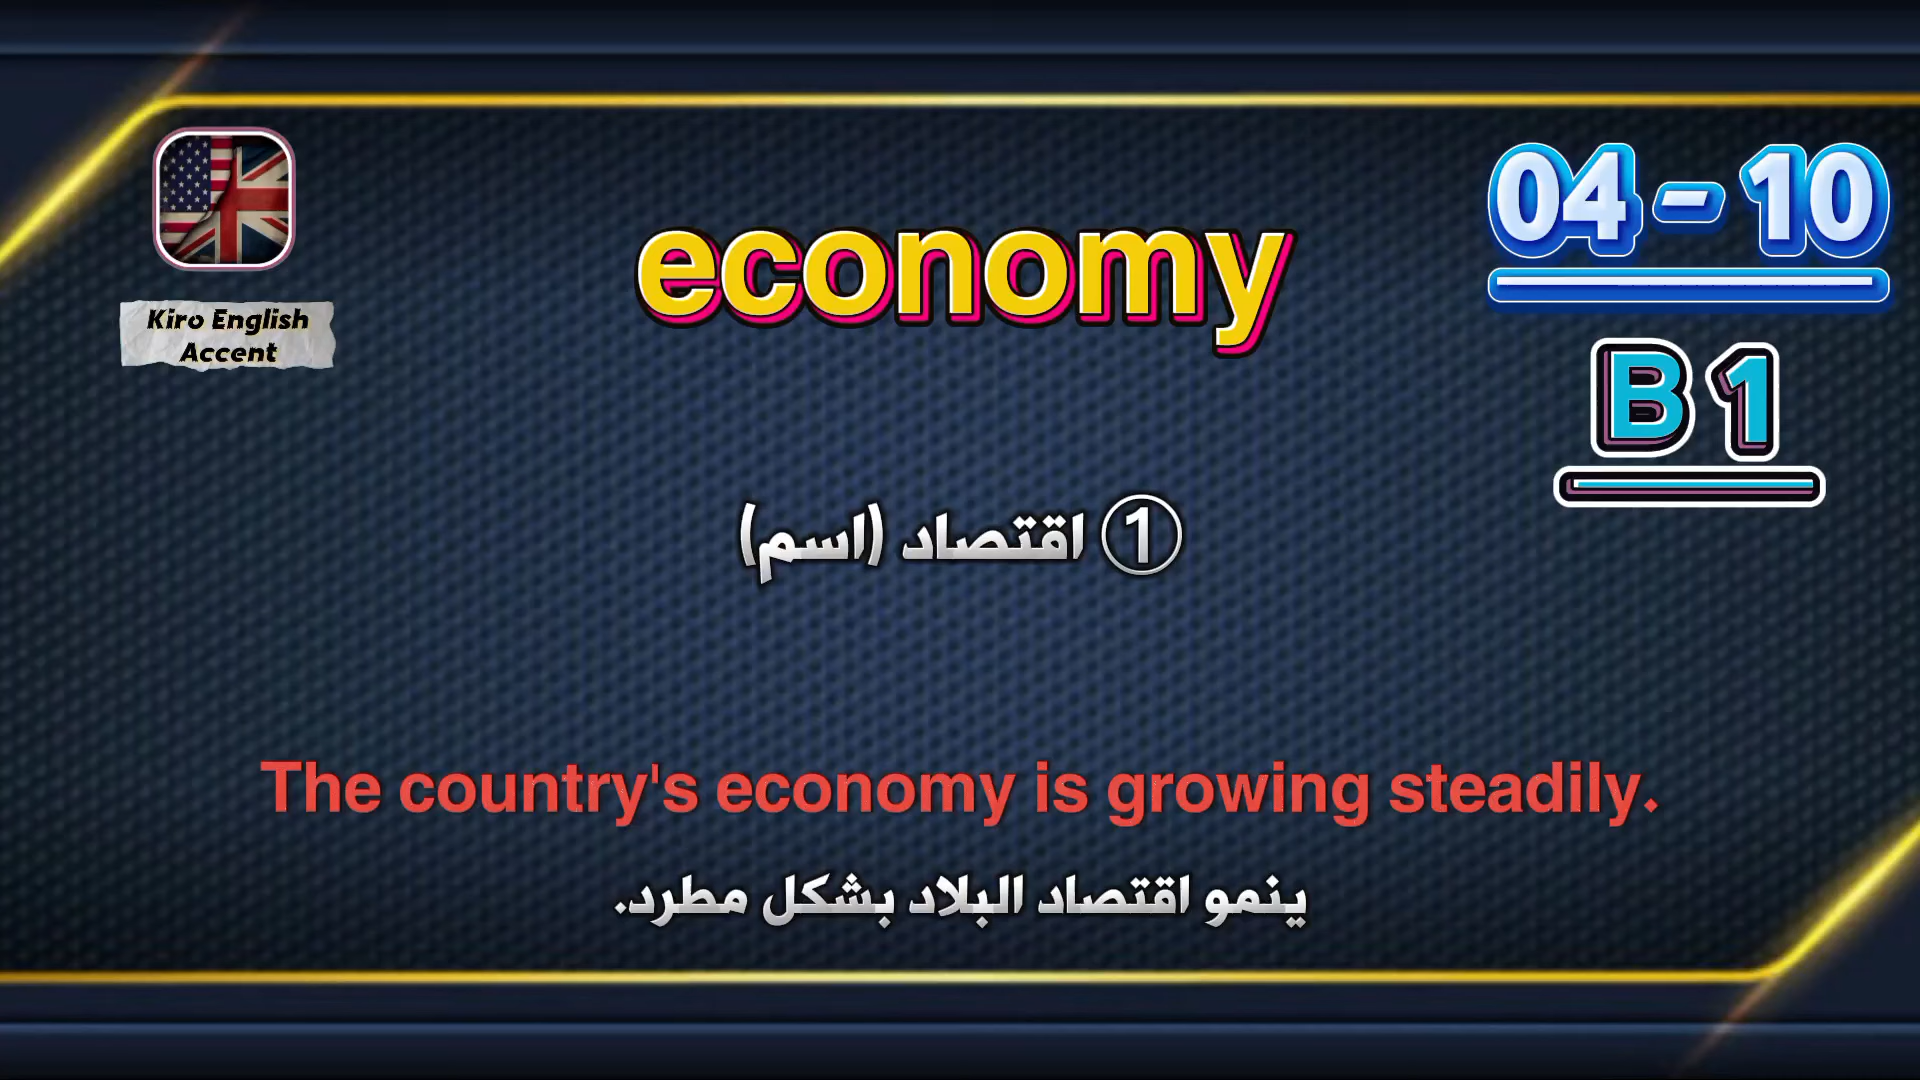 Kiro English
Accent
economy
04-10
B1
① اقتصاد (اسم)
The country's economy is growing steadily.
ينمو اقتصاد البلاد بشكل مطرد.